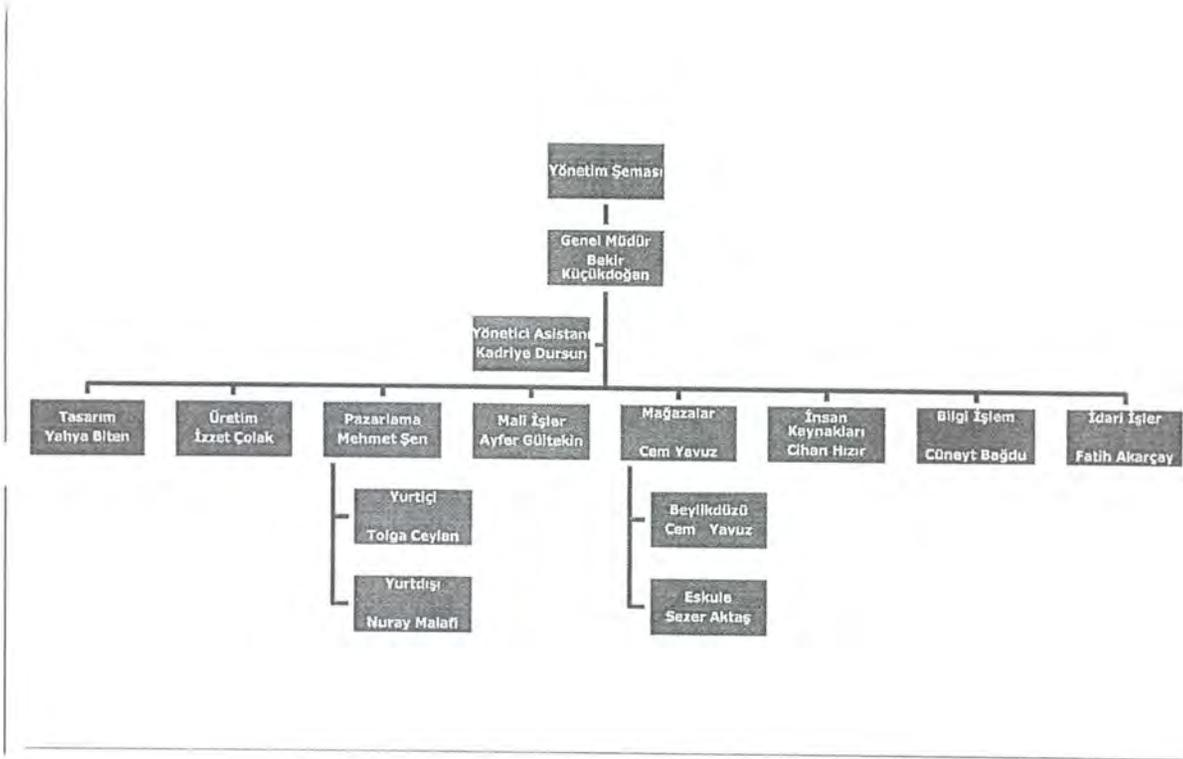 Yönetim Şeması
Genel Müdür
Bekir
Küçükdoğan
Yönetici Asistanı
Kadriye Dursun
Tasarım
Yahya Biten
Üretim
İzzet Çolak
Pazarlama
Mehmet Şen
Mali İşler
Ayfer Gültekin
Mağazalar
Cem Yavuz
İnsan
Kaynakları
Cihan Hızır
Bilgi İşlem
Cüneyt Bağdu
İdari İşler
Fatih Akarçay
Yurtiçi
Tolga Ceylan
Yurtdışı
Nuray Malafi
Beylikdüzü
Cem Yavuz
Eskule
Sezer Aktaş